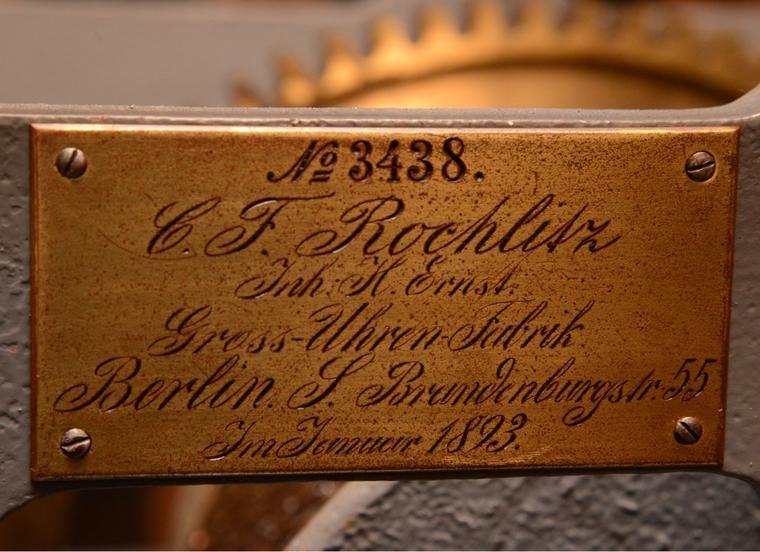 No 3438.
C. F. Rochlitz
Inh: H. Ernst.
Gross-Uhren-Fabrik.
Berlin. S. Brandenburgstr. 55
Im Januar 1893.